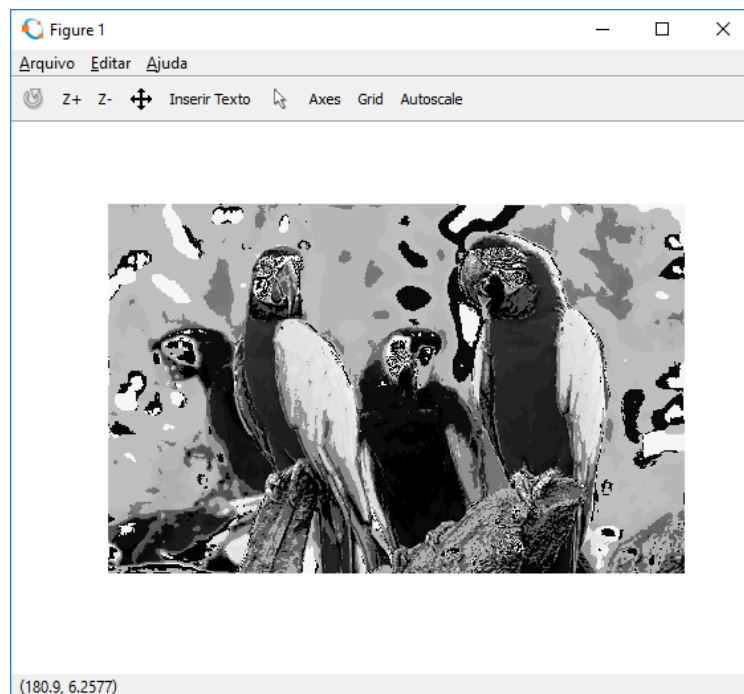 Figure 1
Arquivo Editar Ajuda
Z+ Z- Inserir Texto Axes Grid Autoscale
(180.9, 6.2577)